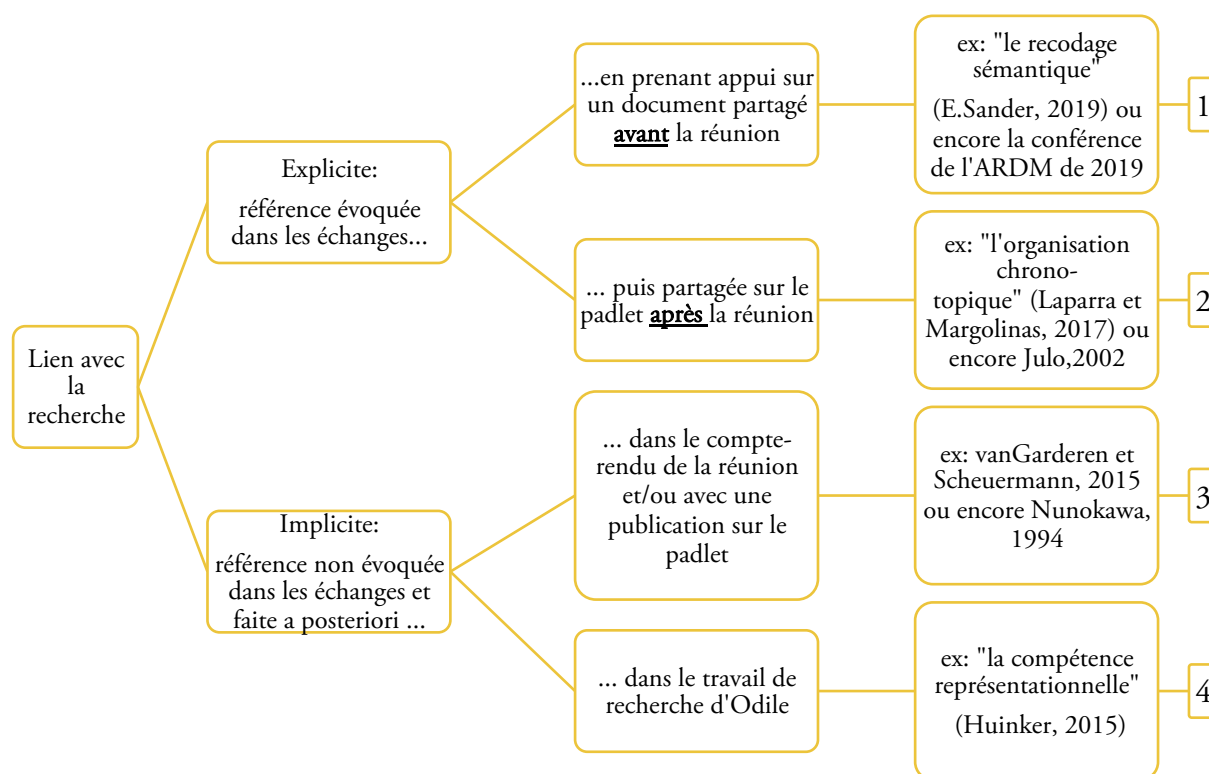 Lien avec
la
recherche
Explicite:
référence évoquée
dans les échanges...
...en prenant appui sur
un document partagé
avant la réunion
ex: "le recodage
sémantique"
(E.Sander, 2019) ou
encore la conférence
de l'ARDM de 2019
1
... puis partagée sur le
padlet après la réunion
ex: "l'organisation
chrono-
topique" (Laparra et
Margolinas, 2017) ou
encore Julo,2002
2
Implicite:
référence non évoquée
dans les échanges et
faite a posteriori ...
... dans le compte-
rendu de la réunion
et/ou avec une
publication sur le
padlet
ex: vanGarderen et
Scheuermann, 2015
ou encore Nunokawa,
1994
3
... dans le travail de
recherche d'Odile
ex: "la compétence
représentationnelle"
(Huinker, 2015)
4